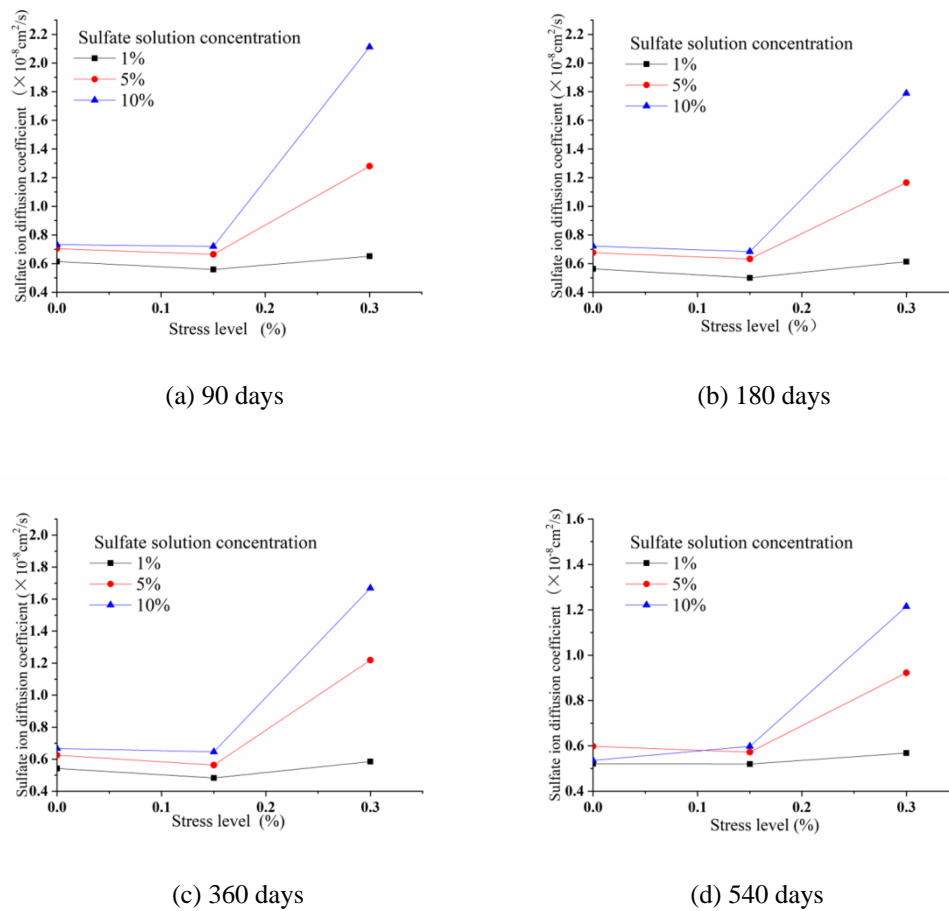 Sulfate ion diffusion coefficient（×10⁻⁸cm²/s）
2.2
2.0
1.8
1.6
1.4
1.2
1.0
0.8
0.6
0.4
Sulfate solution concentration
1%
5%
10%
0.0 0.1 0.2 0.3
Stress level (%)
(a) 90 days
Sulfate ion diffusion coefficient(×10⁻⁸cm²/s)
2.2
2.0
1.8
1.6
1.4
1.2
1.0
0.8
0.6
0.4
Sulfate solution concentration
1%
5%
10%
0.0 0.1 0.2 0.3
Stress level (%）
(b) 180 days
Sulfate ion diffusion coefficient(×10⁻⁸cm²/s)
2.0
1.8
1.6
1.4
1.2
1.0
0.8
0.6
0.4
Sulfate solution concentration
1%
5%
10%
0.0 0.1 0.2 0.3
Stress level (%)
(c) 360 days
Sulfate ion diffusion coefficient（×10⁻⁸cm²/s）
1.6
1.4
1.2
1.0
0.8
0.6
0.4
Sulfate solution concentration
1%
5%
10%
0.0 0.1 0.2 0.3
Stress level (%)
(d) 540 days